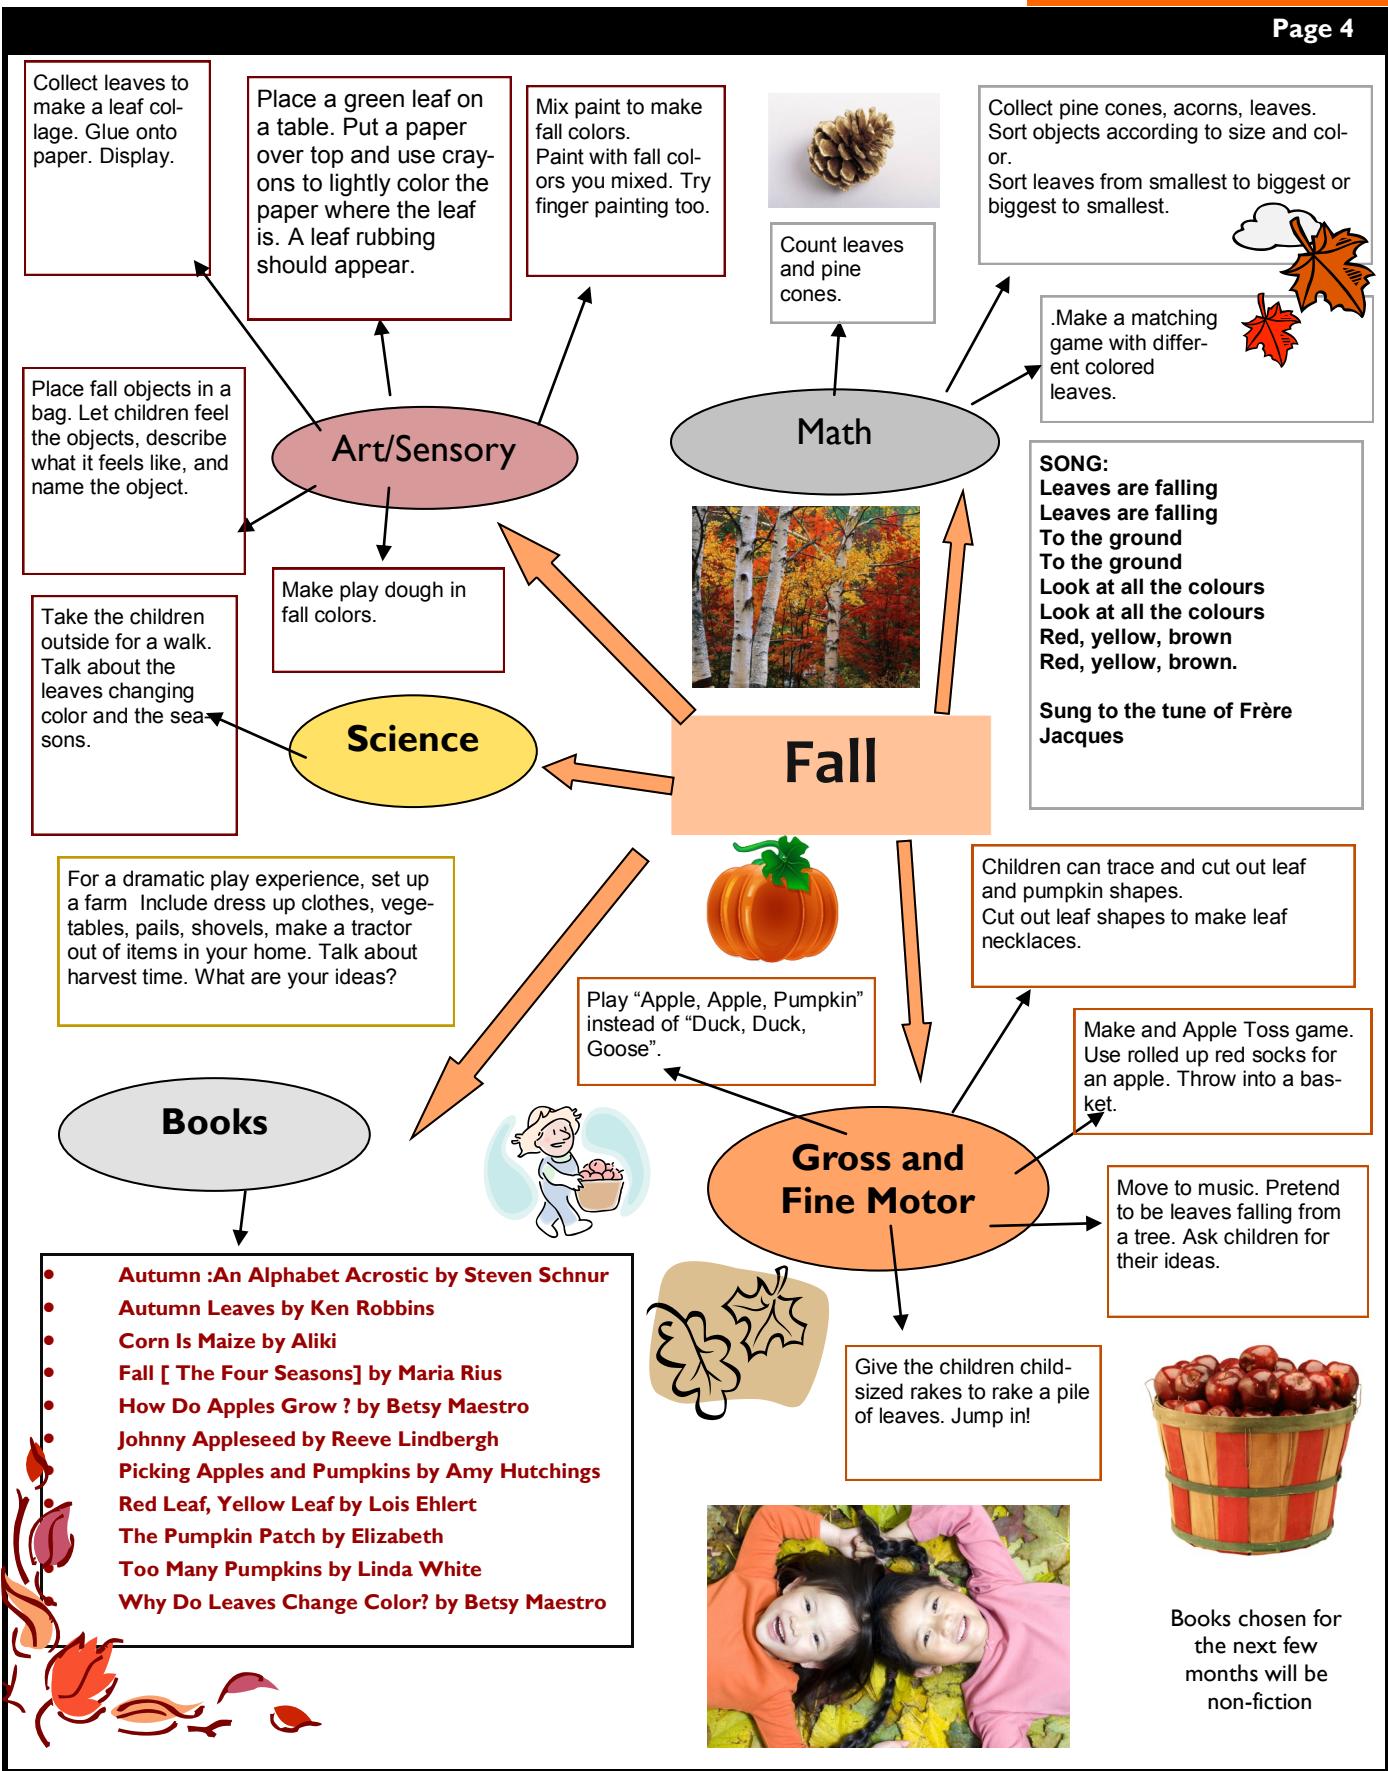 Page 4
Collect leaves to
make a leaf col-
lage. Glue onto
paper. Display.
Place a green leaf on
a table. Put a paper
over top and use cray-
ons to lightly color the
paper where the leaf
is. A leaf rubbing
should appear.
Mix paint to make
fall colors.
Paint with fall col-
ors you mixed. Try
finger painting too.
Count leaves
and pine
cones.
Collect pine cones, acorns, leaves.
Sort objects according to size and col-
or.
Sort leaves from smallest to biggest or
biggest to smallest.
.Make a matching
game with differ-
ent colored
leaves.
Place fall objects in a
bag. Let children feel
the objects, describe
what it feels like, and
name the object.
Art/Sensory
Math
Make play dough in
fall colors.
SONG:
Leaves are falling
Leaves are falling
To the ground
To the ground
Look at all the colours
Look at all the colours
Red, yellow, brown
Red, yellow, brown.
Sung to the tune of Frère
Jacques
Take the children
outside for a walk.
Talk about the
leaves changing
color and the sea-
sons.
Science
Fall
For a dramatic play experience, set up
a farm  Include dress up clothes, vege-
tables, pails, shovels, make a tractor
out of items in your home. Talk about
harvest time. What are your ideas?
Children can trace and cut out leaf
and pumpkin shapes.
Cut out leaf shapes to make leaf
necklaces.
Play “Apple, Apple, Pumpkin”
instead of “Duck, Duck,
Goose”.
Make and Apple Toss game.
Use rolled up red socks for
an apple. Throw into a bas-
ket.
Books
Gross and
Fine Motor
Move to music. Pretend
to be leaves falling from
a tree. Ask children for
their ideas.
• Autumn :An Alphabet Acrostic by Steven Schnur
• Autumn Leaves by Ken Robbins
• Corn Is Maize by Aliki
• Fall [ The Four Seasons] by Maria Rius
• How Do Apples Grow ? by Betsy Maestro
• Johnny Appleseed by Reeve Lindbergh
• Picking Apples and Pumpkins by Amy Hutchings
• Red Leaf, Yellow Leaf by Lois Ehlert
• The Pumpkin Patch by Elizabeth
• Too Many Pumpkins by Linda White
• Why Do Leaves Change Color? by Betsy Maestro
Give the children child-
sized rakes to rake a pile
of leaves. Jump in!
Books chosen for
the next few
months will be
non-fiction